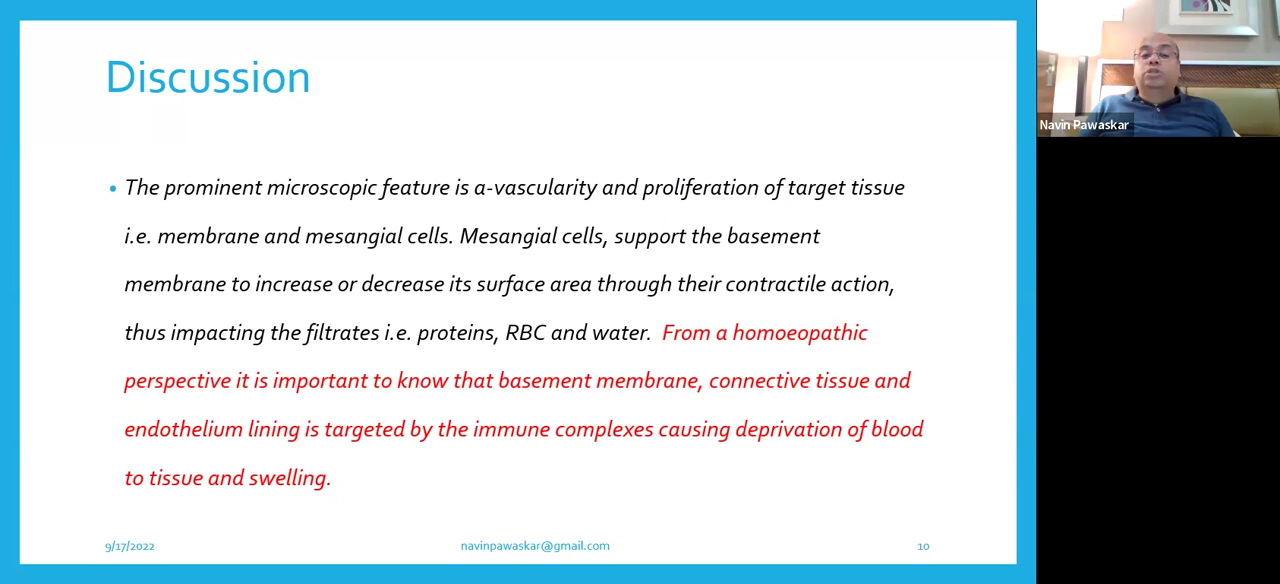 Discussion
• The prominent microscopic feature is a-vascularity and proliferation of target tissue
i.e. membrane and mesangial cells. Mesangial cells, support the basement
membrane to increase or decrease its surface area through their contractile action,
thus impacting the filtrates i.e. proteins, RBC and water. From a homoeopathic
perspective it is important to know that basement membrane, connective tissue and
endothelium lining is targeted by the immune complexes causing deprivation of blood
to tissue and swelling.
9/17/2022 navinpawaskar@gmail.com 10
Navin Pawaskar